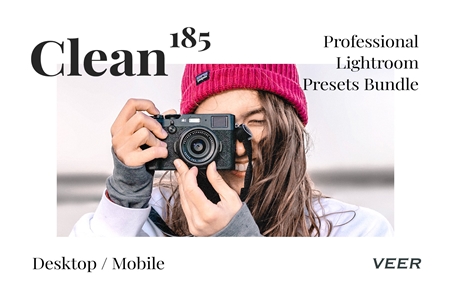 Clean¹⁸⁵
Professional
Lightroom
Presets Bundle
Desktop / Mobile
VEER